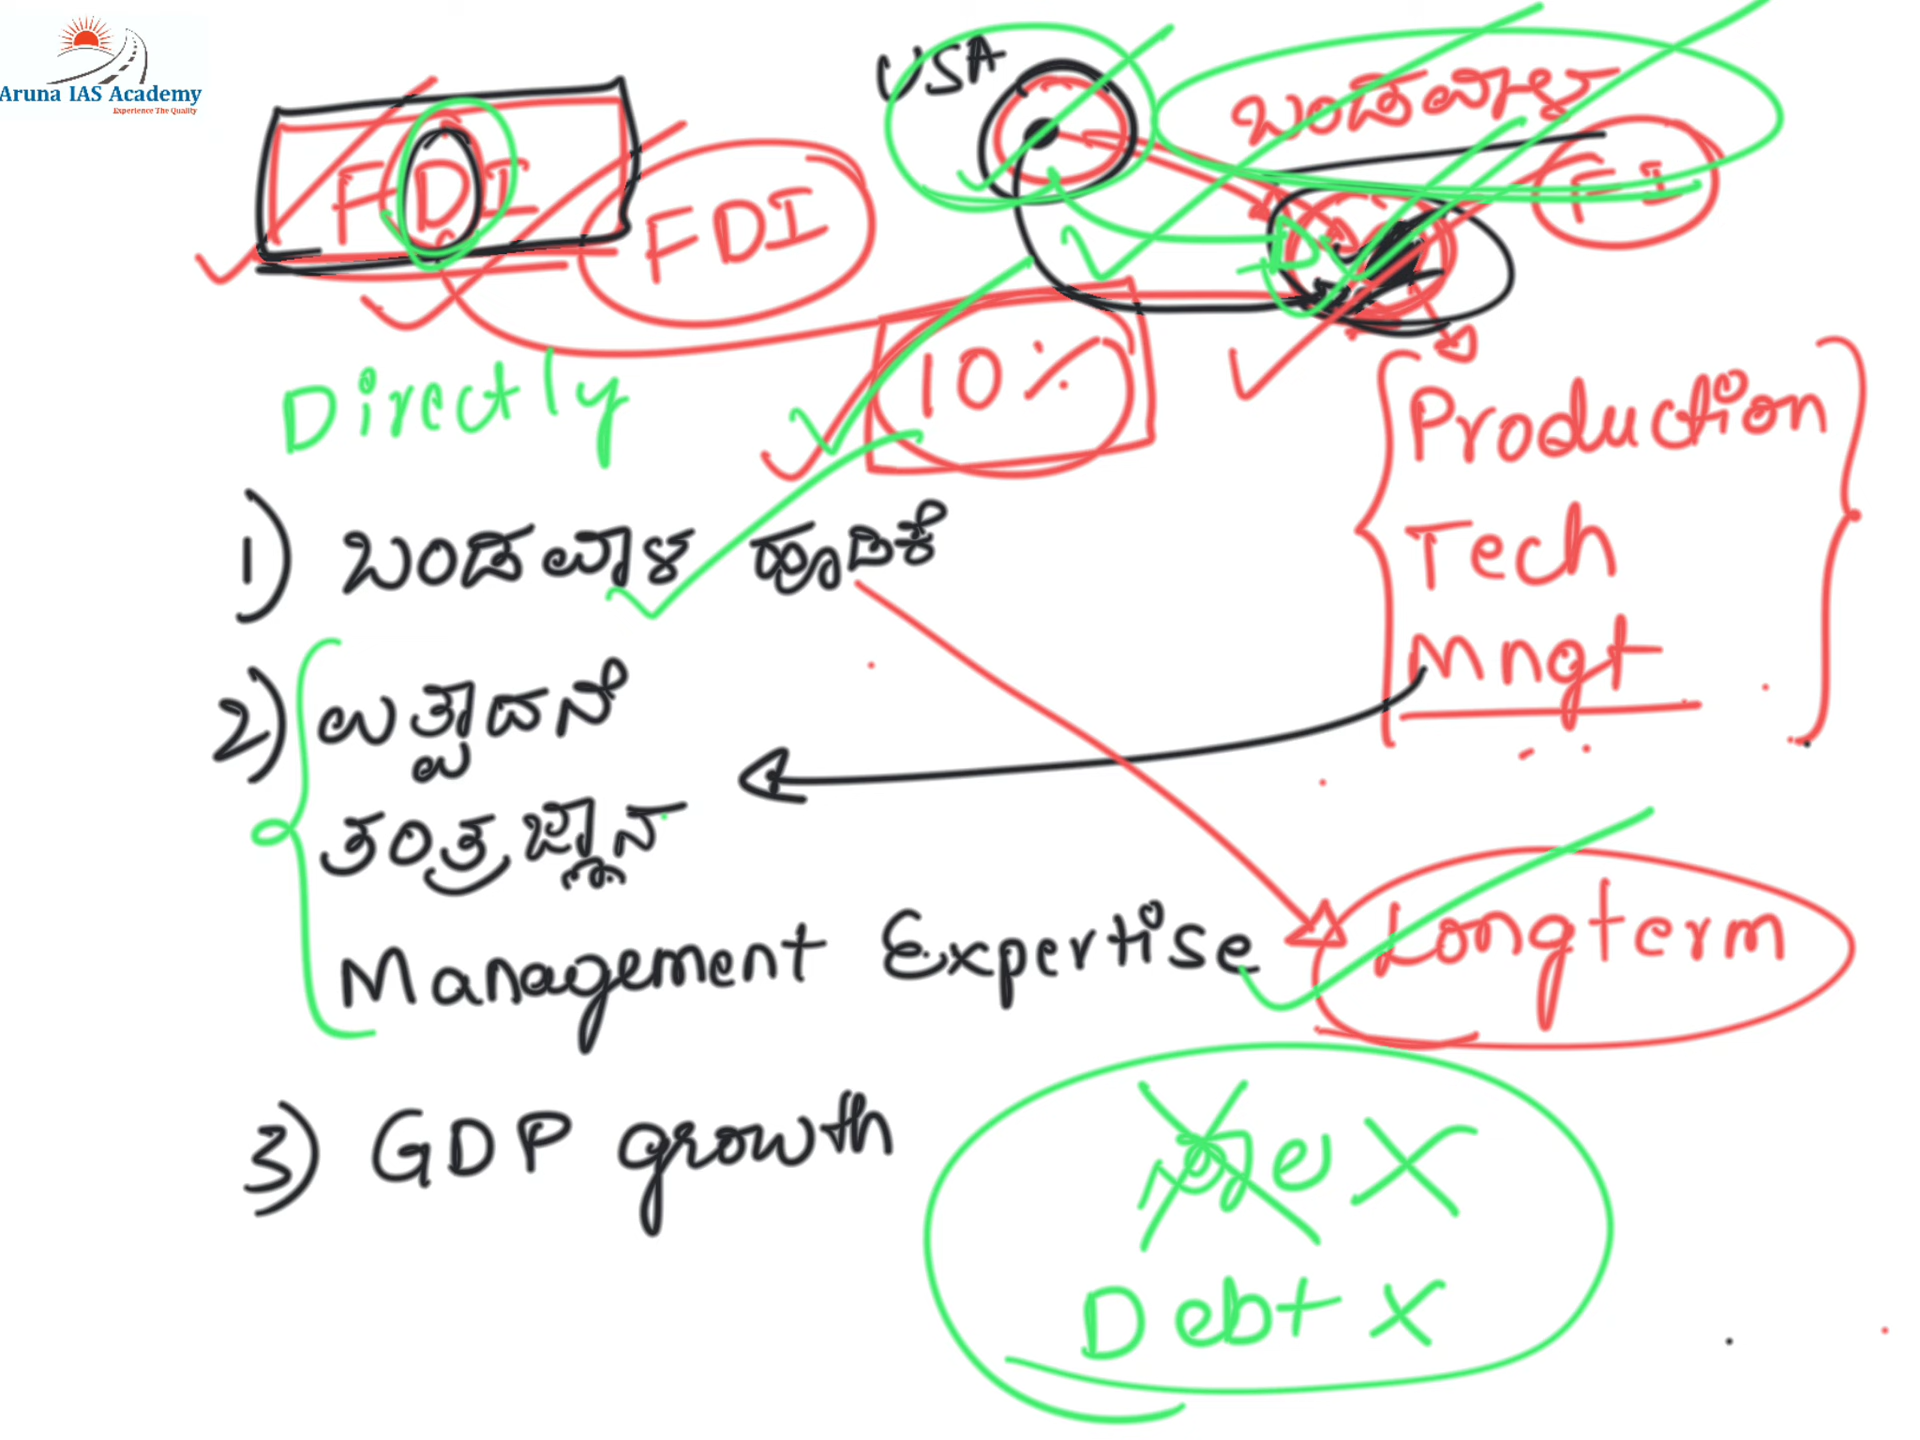 Aruna IAS Academy
Experience The Quality
USA
ಬಂಡವಾಳ
FDI
FDI
FI
D
10%
Directly
Production
Tech
Mngt
1) ಬಂಡವಾಳ ಹೂಡಿಕೆ
2) ಉತ್ಪಾದನೆ
ತಂತ್ರಜ್ಞಾನ
Management Expertise
Longterm
3) GDP growth
ಸಾಲ X
Debt x